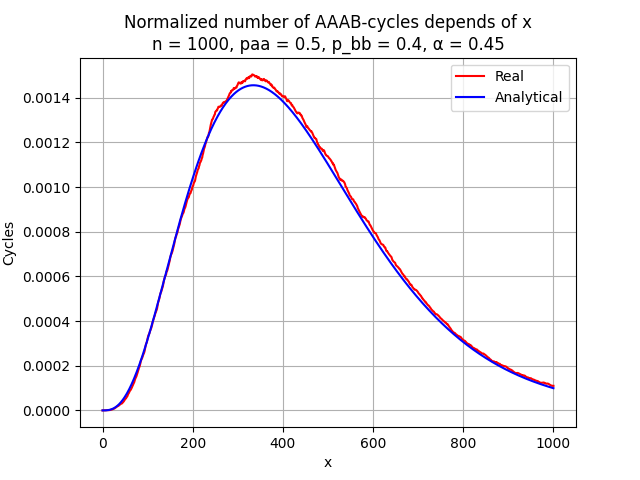 Normalized number of AAAB-cycles depends of x
n = 1000, paa = 0.5, p_bb = 0.4, α = 0.45
Real
Analytical
0.0014
0.0012
0.0010
0.0008
0.0006
0.0004
0.0002
0.0000
Cycles
0 200 400 600 800 1000
x